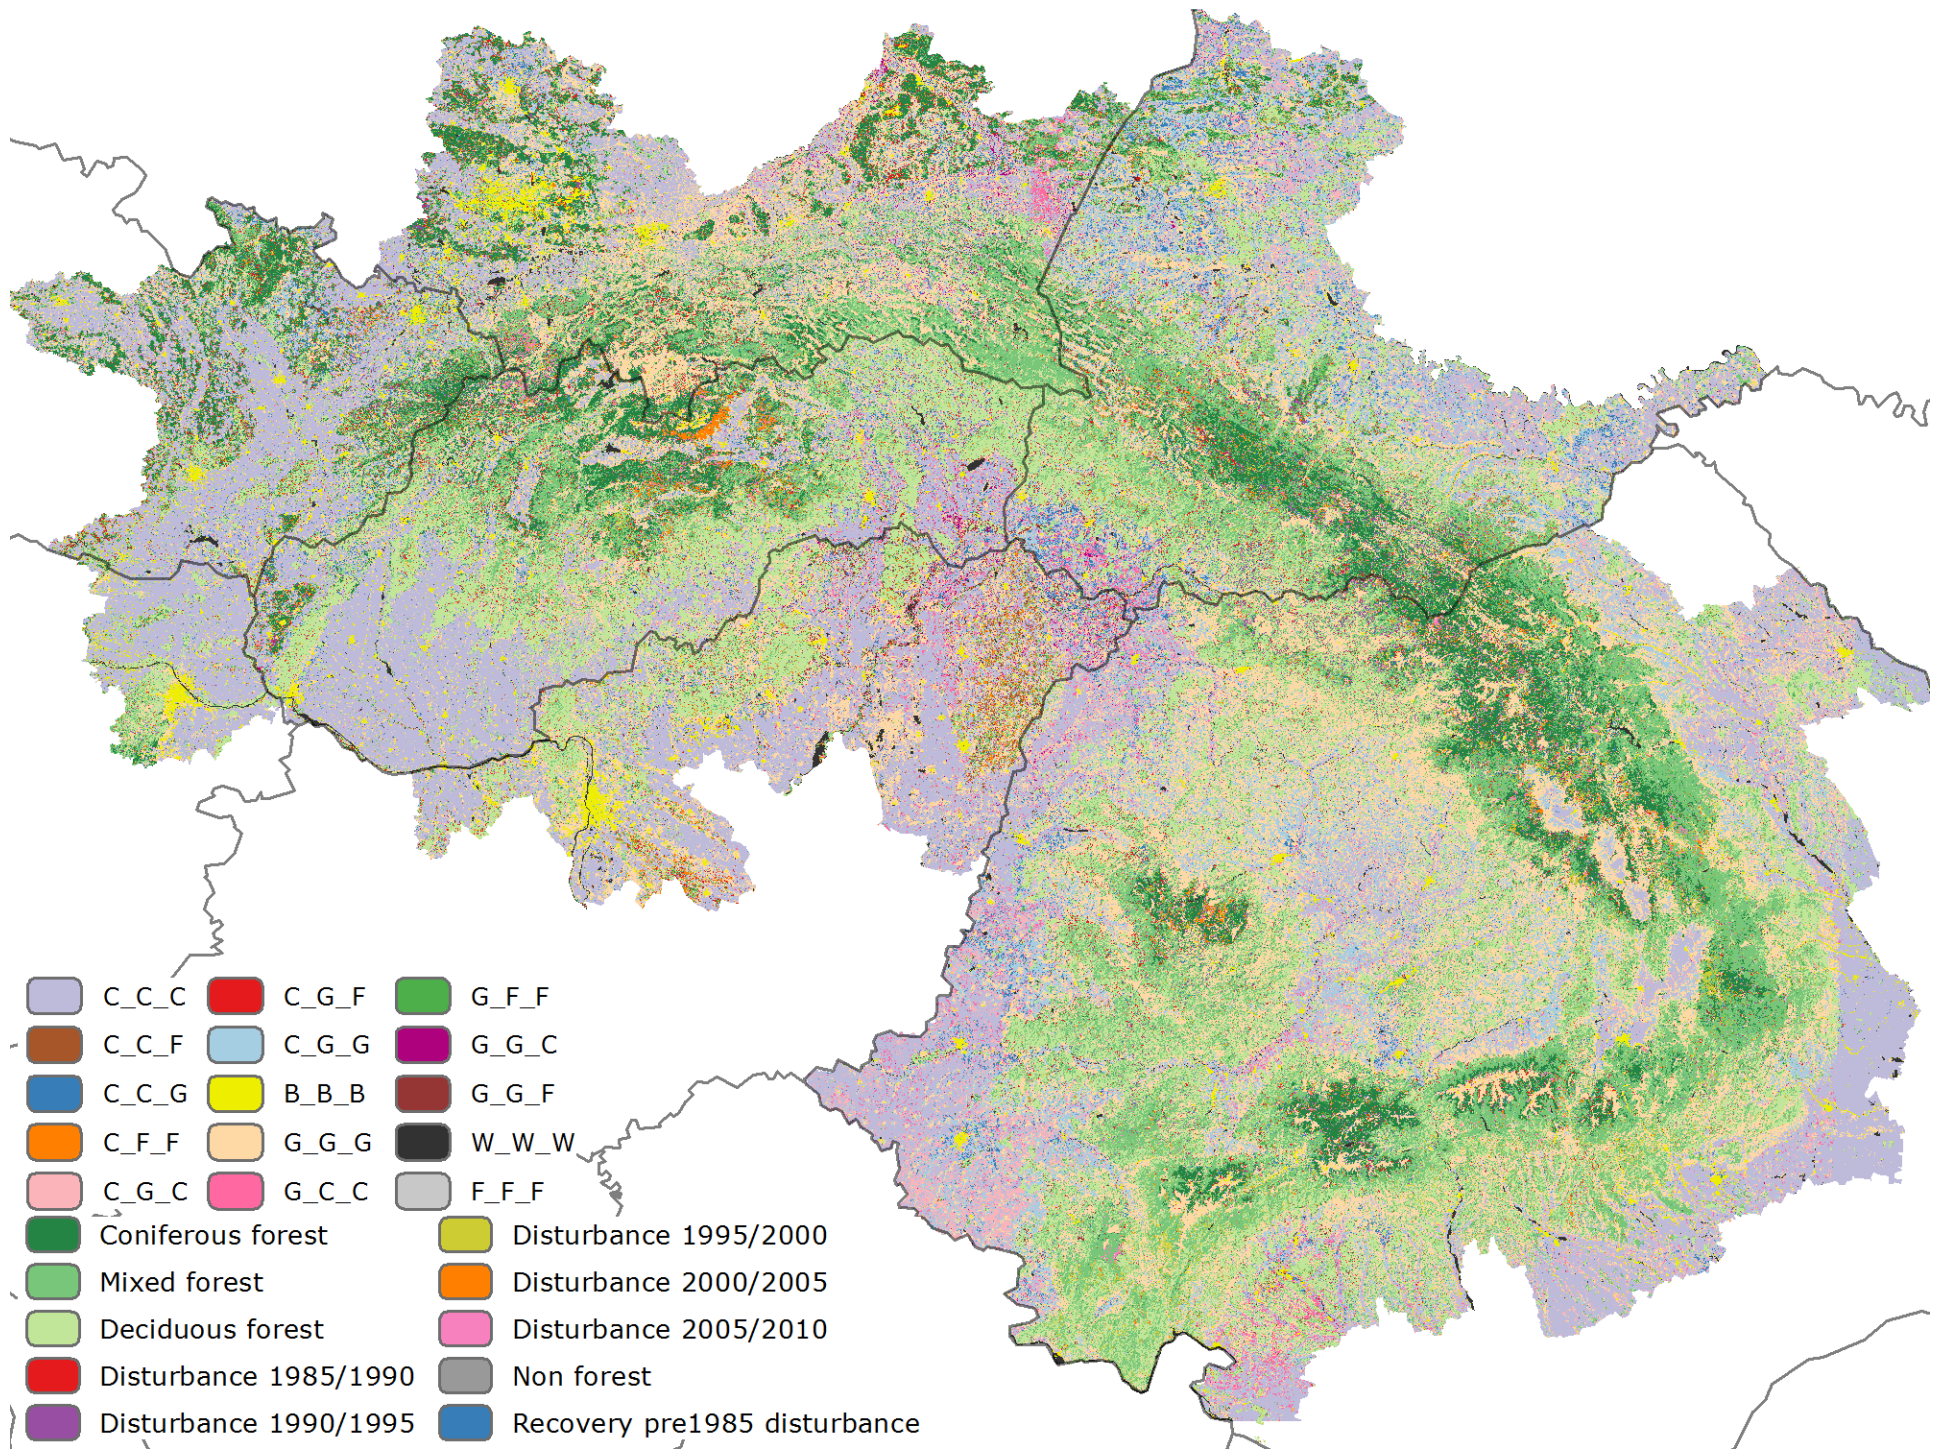 C_C_C C_G_F G_F_F
C_C_F C_G_G G_G_C
C_C_G B_B_B G_G_F
C_F_F G_G_G W_W_W
C_G_C G_C_C F_F_F
Coniferous forest Disturbance 1995/2000
Mixed forest Disturbance 2000/2005
Deciduous forest Disturbance 2005/2010
Disturbance 1985/1990 Non forest
Disturbance 1990/1995 Recovery pre1985 disturbance